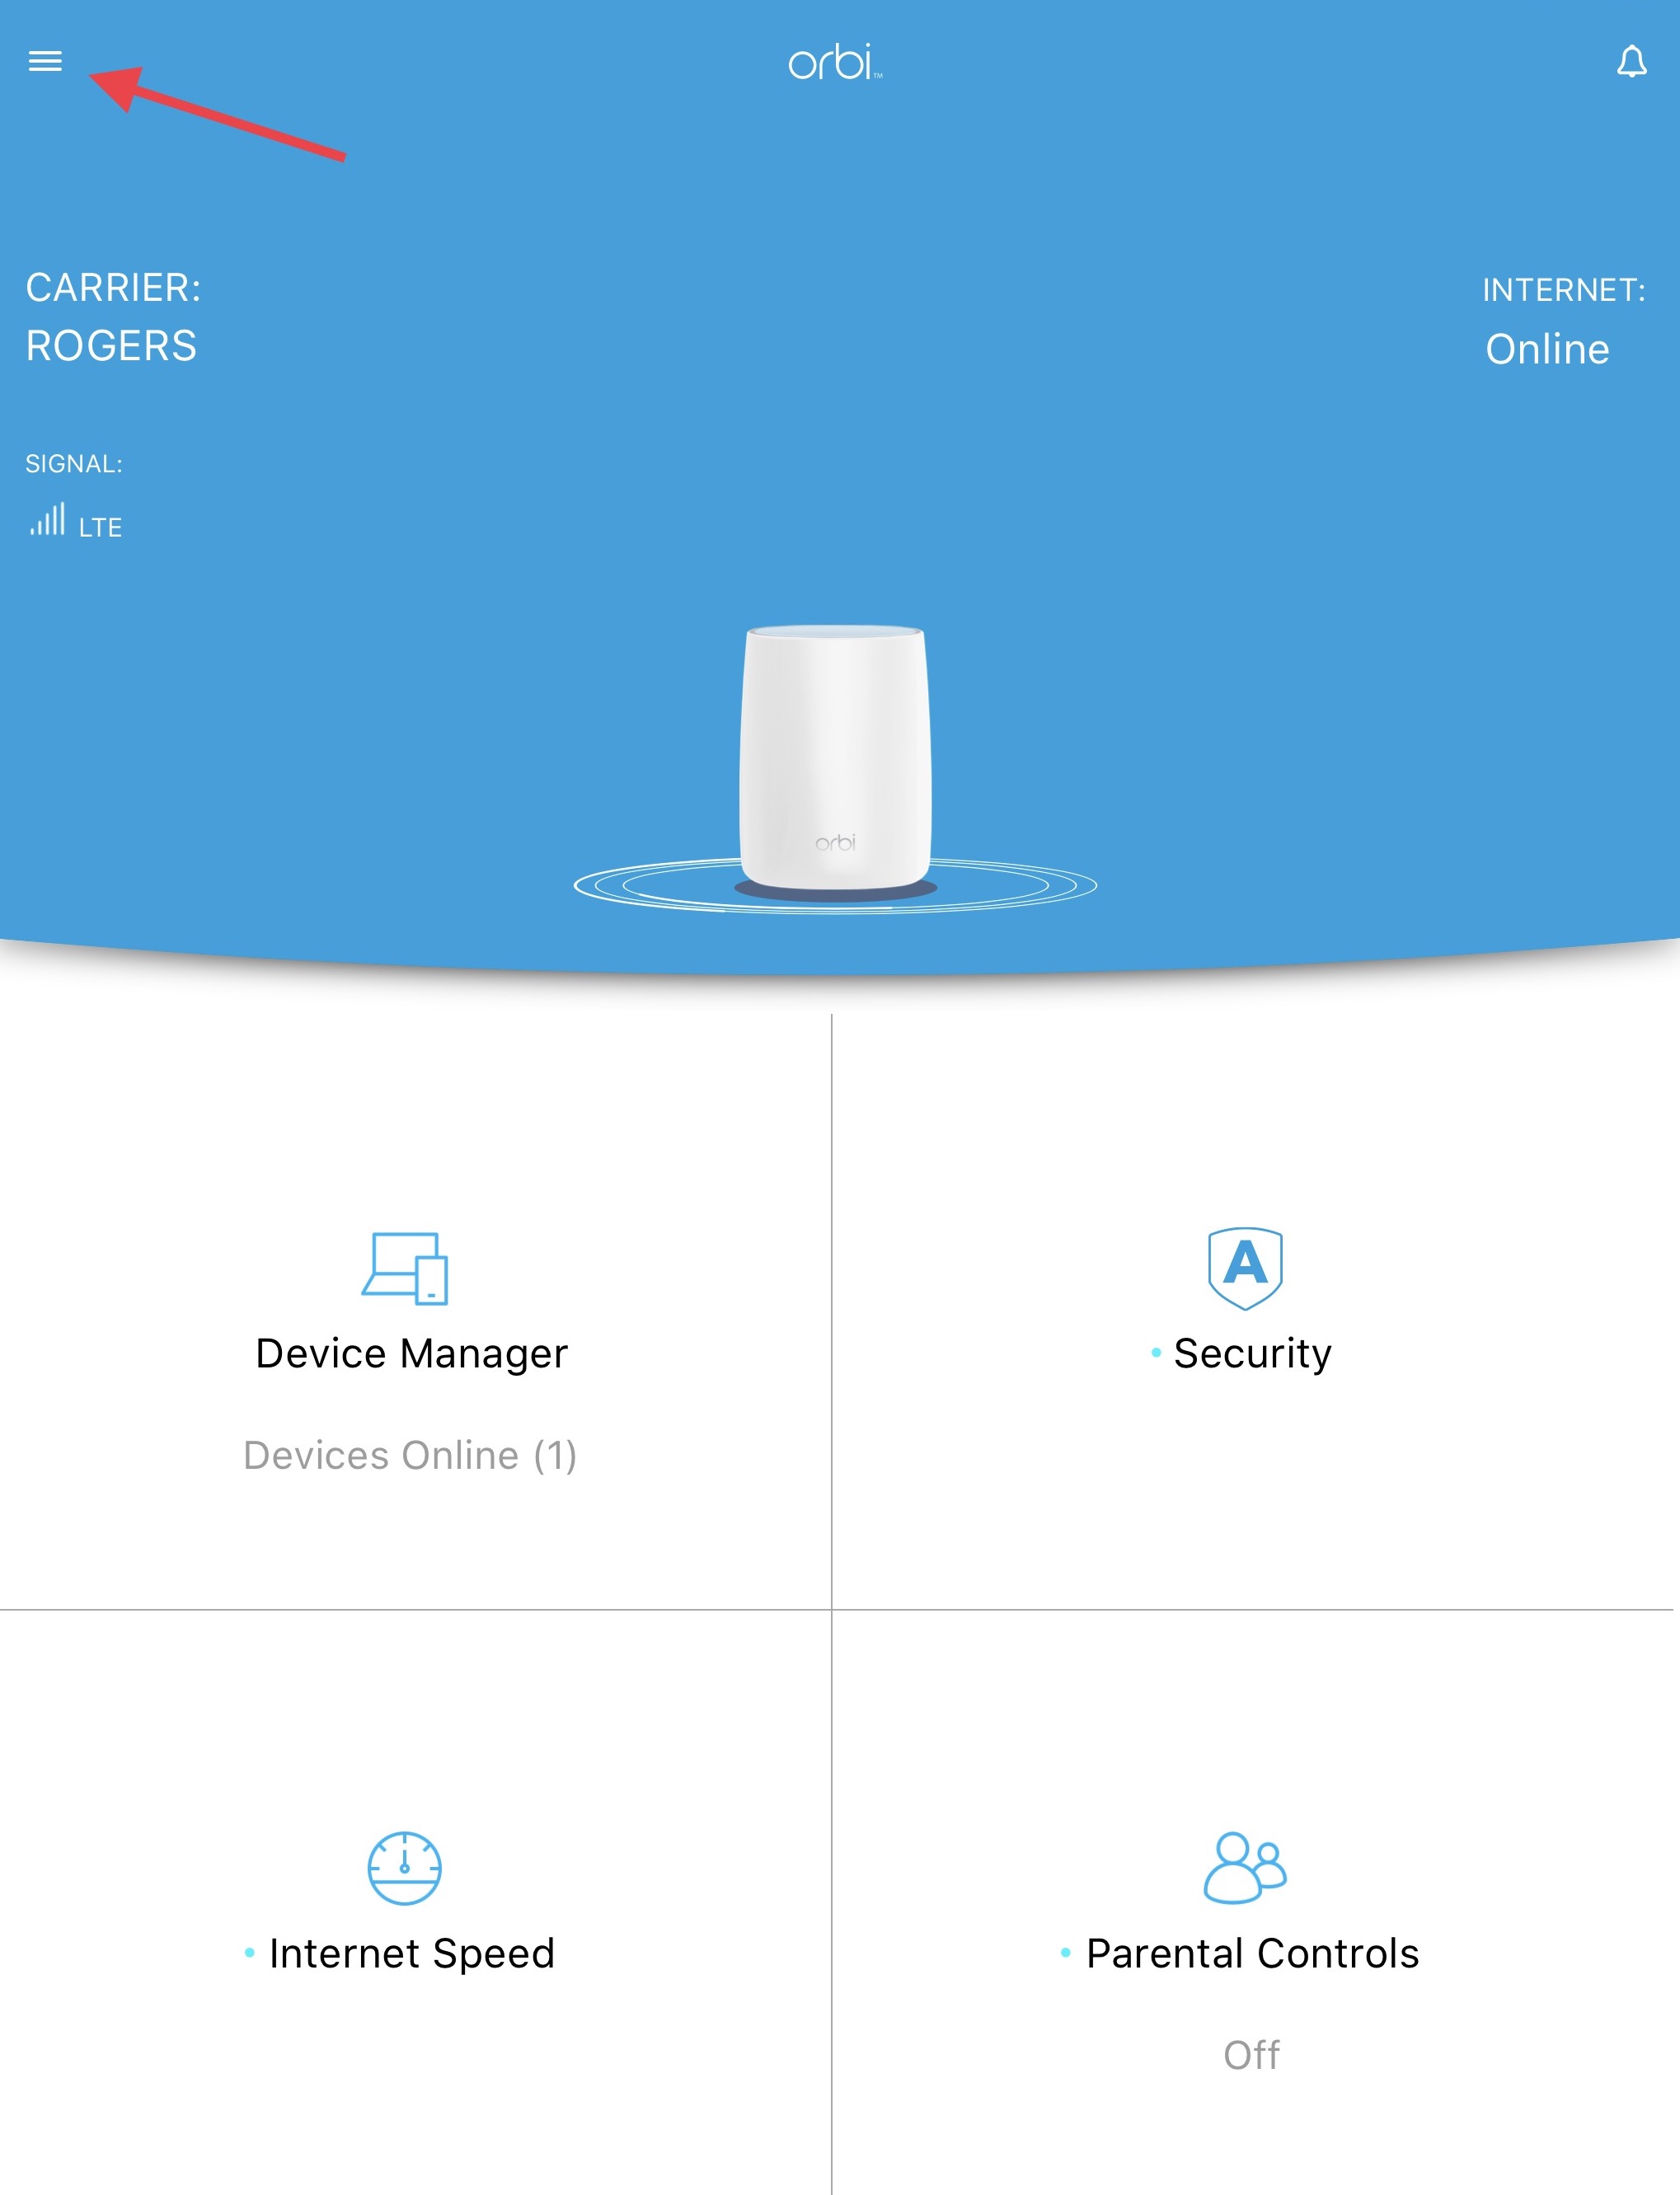 orbi™
CARRIER:
ROGERS
INTERNET:
Online
SIGNAL:
LTE
orbi
Device Manager
Devices Online (1)
A
• Security
• Internet Speed
• Parental Controls
Off